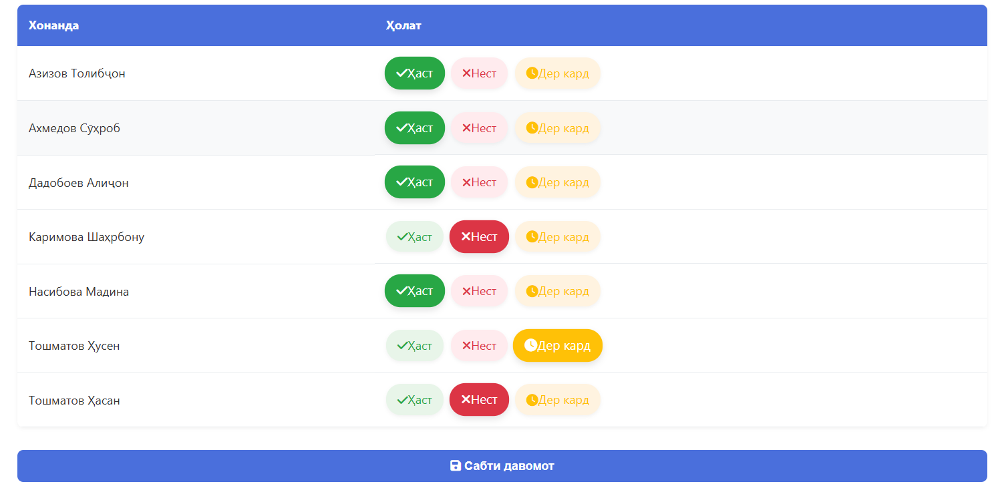 Хонанда Ҳолат
Азизов Толибҷон Ҳаст Нест Дер кард
Ахмедов Сӯҳроб Ҳаст Нест Дер кард
Дадобоев Алиҷон Ҳаст Нест Дер кард
Каримова Шаҳрбону Ҳаст Нест Дер кард
Насибова Мадина Ҳаст Нест Дер кард
Тошматов Ҳусен Ҳаст Нест Дер кард
Тошматов Ҳасан Ҳаст Нест Дер кард
Сабти давомот